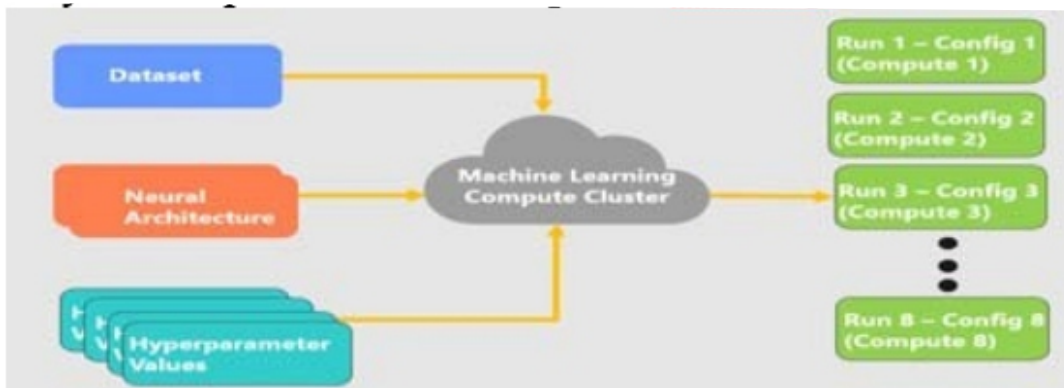 Dataset
Neural
Architecture
Hyperparameter
Values
Machine Learning
Compute Cluster
Run 1 – Config 1
(Compute 1)
Run 2 – Config 2
(Compute 2)
Run 3 – Config 3
(Compute 3)
Run 8 – Config 8
(Compute 8)